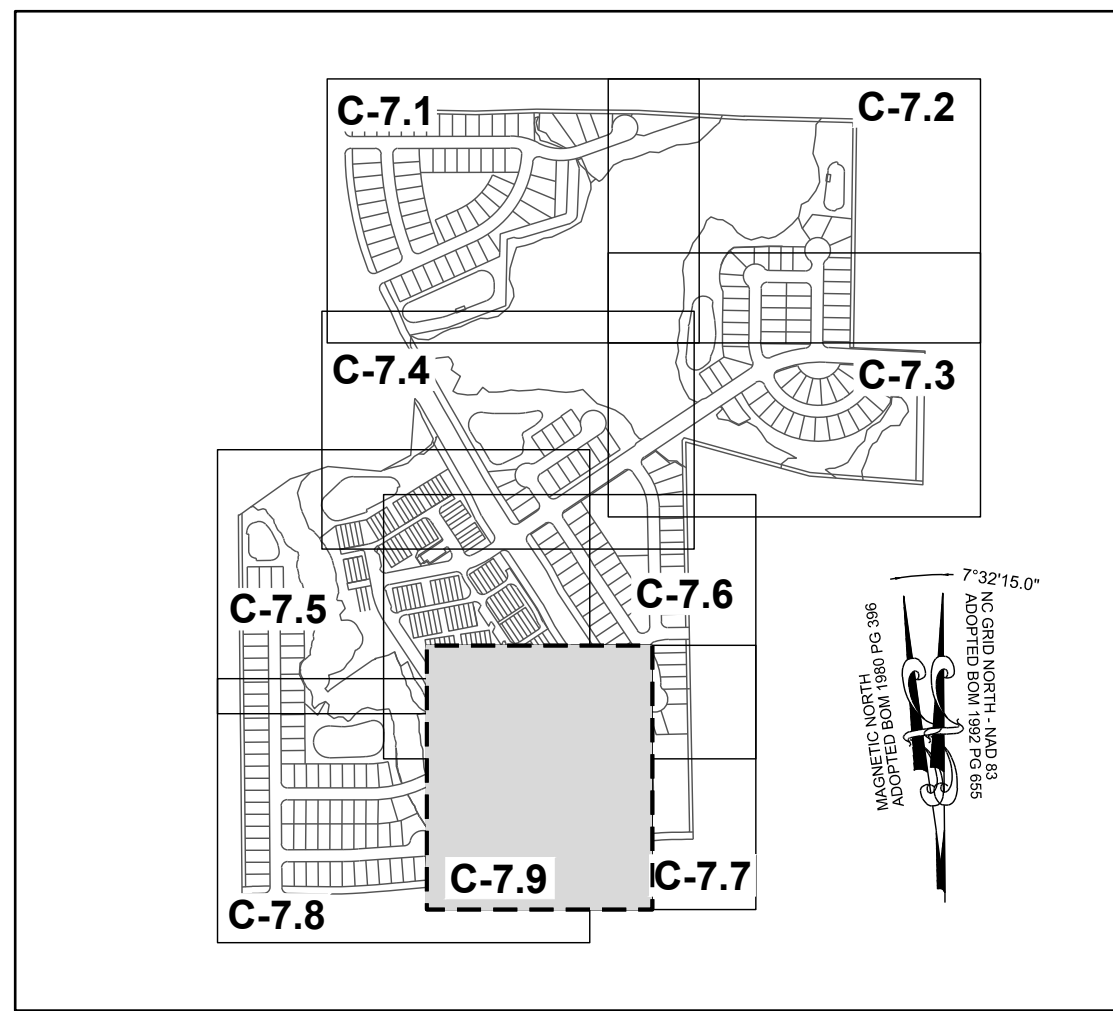 C-7.1
C-7.2
C-7.4
C-7.3
C-7.5
C-7.6
7°32'15.0"
MAGNETIC NORTH
ADOPTED BOM 1980 PG 396
NC GRID NORTH - NAD 83
ADOPTED BOM 1992 PG 655
C-7.9
C-7.7
C-7.8